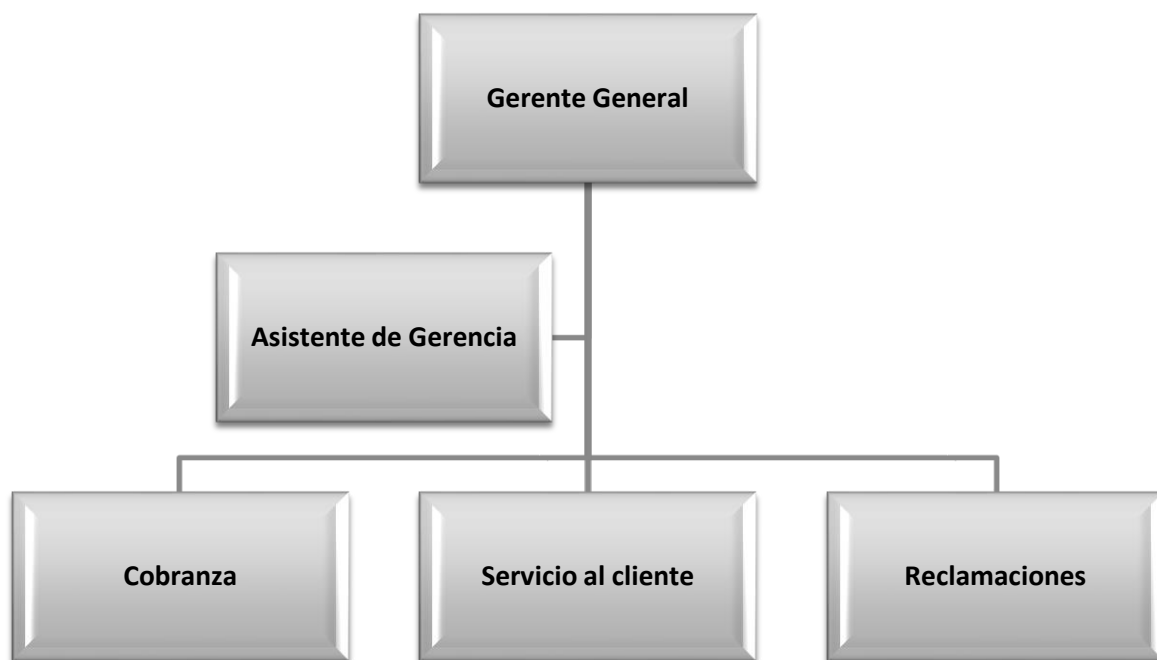 Gerente General
Asistente de Gerencia
Cobranza
Servicio al cliente
Reclamaciones